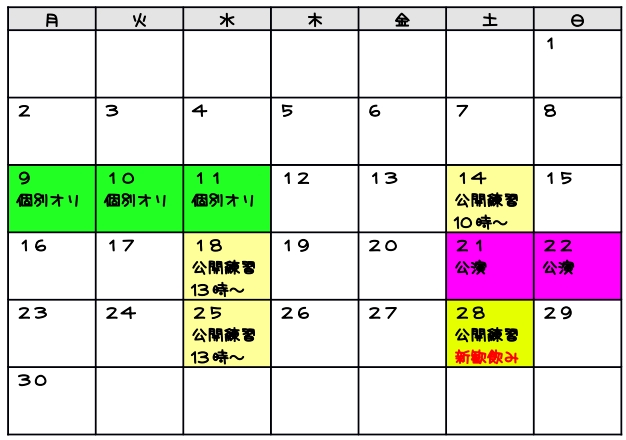 月 火 水 木 金 土 日
1
2 3 4 5 6 7 8
9 10 11 12 13 14 15
個別オリ 個別オリ 個別オリ 公開練習
10時～
16 17 18 19 20 21 22
公開練習 公演 公演
13時～
23 24 25 26 27 28 29
公開練習 公開練習
13時～ 新歓飲み
30